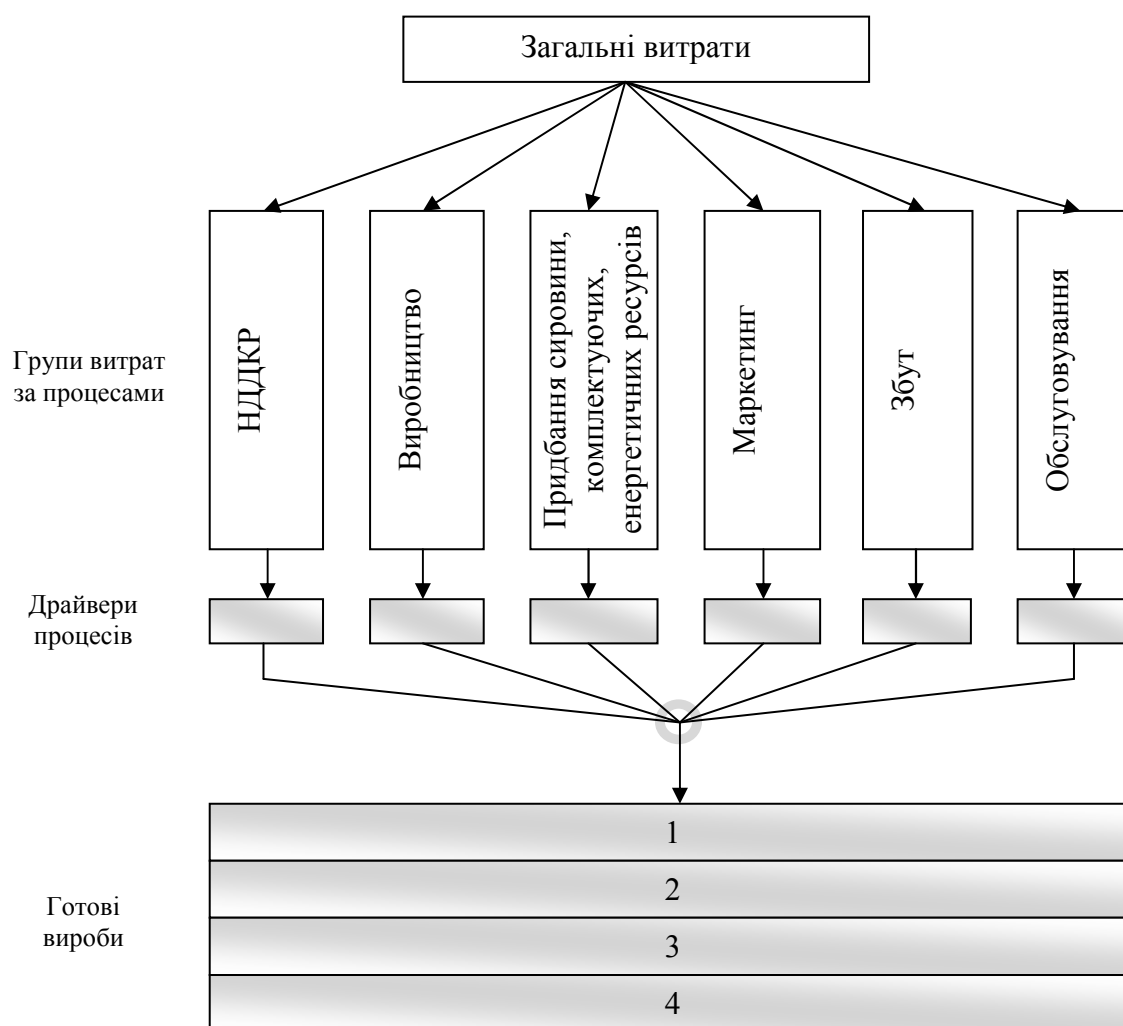 Загальні витрати
Групи витрат
за процесами
НДДКР
Виробництво
Придбання сировини,
комплектуючих,
енергетичних ресурсів
Маркетинг
Збут
Обслуговування
Драйвери
процесів
1
2
3
4
Готові
вироби